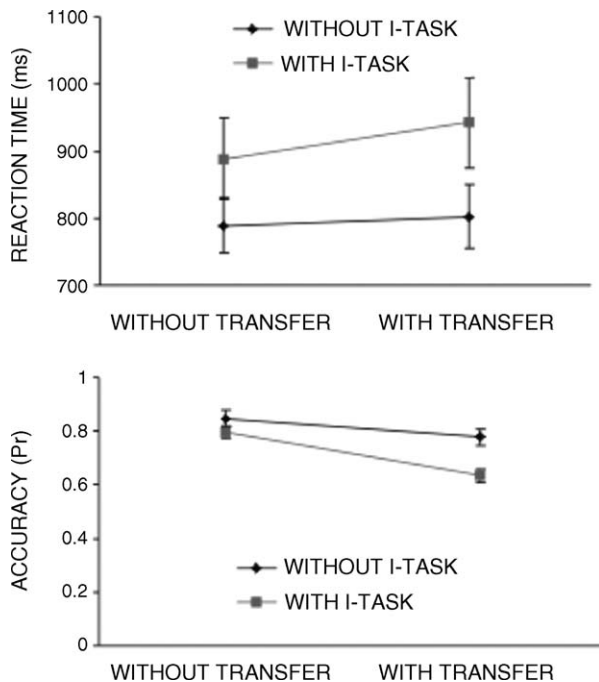 1100
WITHOUT I-TASK
WITH I-TASK
1000
900
800
700
REACTION TIME (ms)
WITHOUT TRANSFER WITH TRANSFER
1
0.8
0.6
0.4
0.2
0
ACCURACY (Pr)
WITHOUT I-TASK
WITH I-TASK
WITHOUT TRANSFER WITH TRANSFER